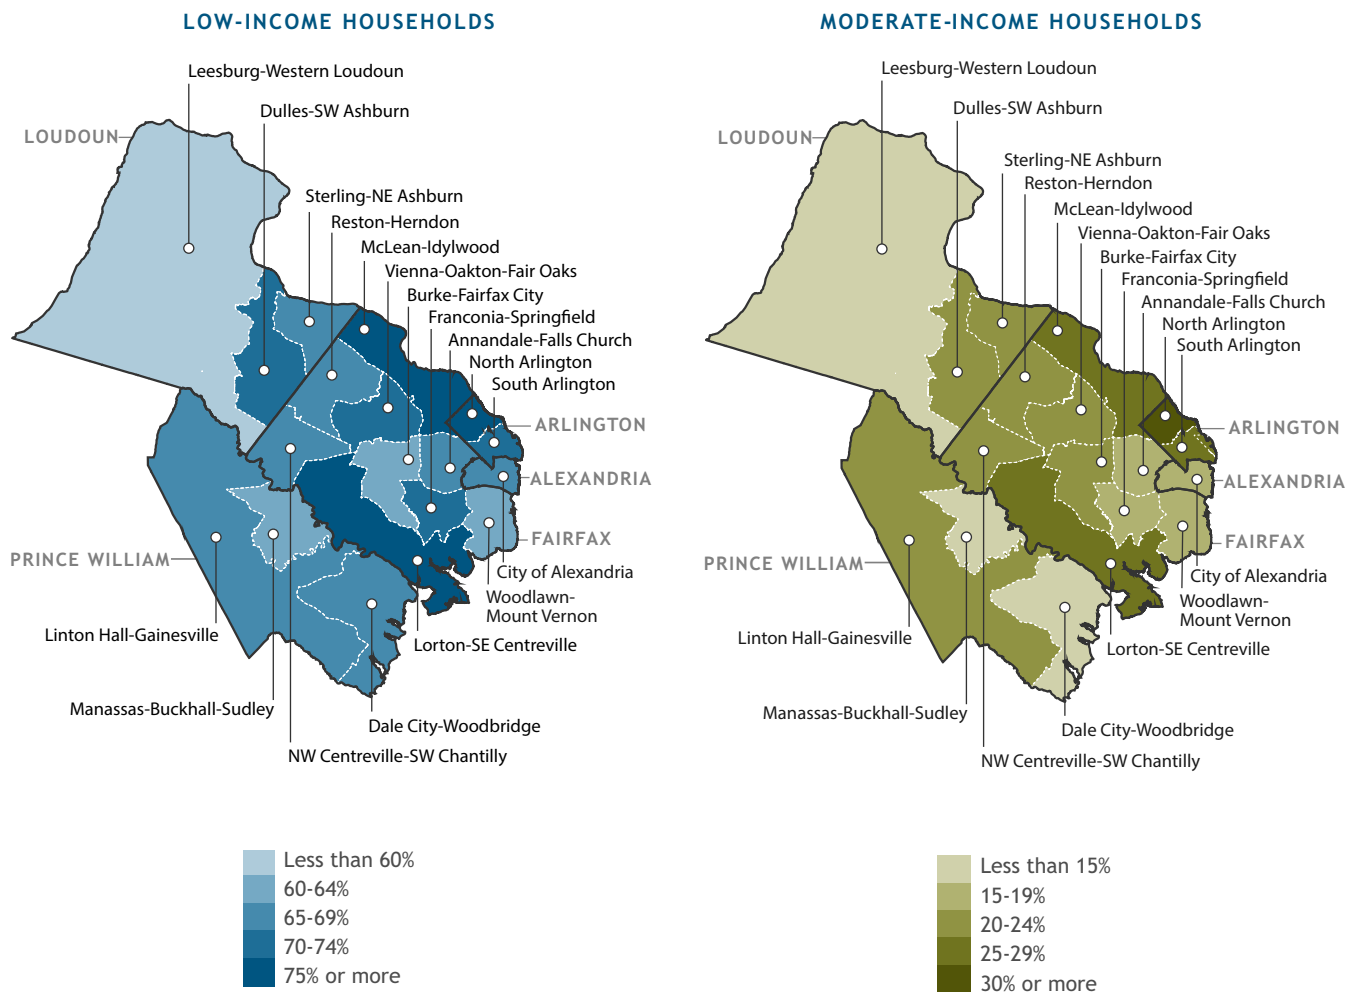 LOW-INCOME HOUSEHOLDS
Leesburg-Western Loudoun
Dulles-SW Ashburn
LOUDOUN
Sterling-NE Ashburn
Reston-Herndon
McLean-Idylwood
Vienna-Oakton-Fair Oaks
Burke-Fairfax City
Franconia-Springfield
Annandale-Falls Church
North Arlington
South Arlington
ARLINGTON
ALEXANDRIA
FAIRFAX
PRINCE WILLIAM
City of Alexandria
Woodlawn-
Mount Vernon
Linton Hall-Gainesville
Lorton-SE Centreville
Manassas-Buckhall-Sudley
Dale City-Woodbridge
NW Centreville-SW Chantilly
Less than 60%
60-64%
65-69%
70-74%
75% or more
MODERATE-INCOME HOUSEHOLDS
Leesburg-Western Loudoun
Dulles-SW Ashburn
LOUDOUN
Sterling-NE Ashburn
Reston-Herndon
McLean-Idylwood
Vienna-Oakton-Fair Oaks
Burke-Fairfax City
Franconia-Springfield
Annandale-Falls Church
North Arlington
South Arlington
ARLINGTON
ALEXANDRIA
FAIRFAX
PRINCE WILLIAM
City of Alexandria
Woodlawn-
Mount Vernon
Linton Hall-Gainesville
Lorton-SE Centreville
Manassas-Buckhall-Sudley
Dale City-Woodbridge
NW Centreville-SW Chantilly
Less than 15%
15-19%
20-24%
25-29%
30% or more